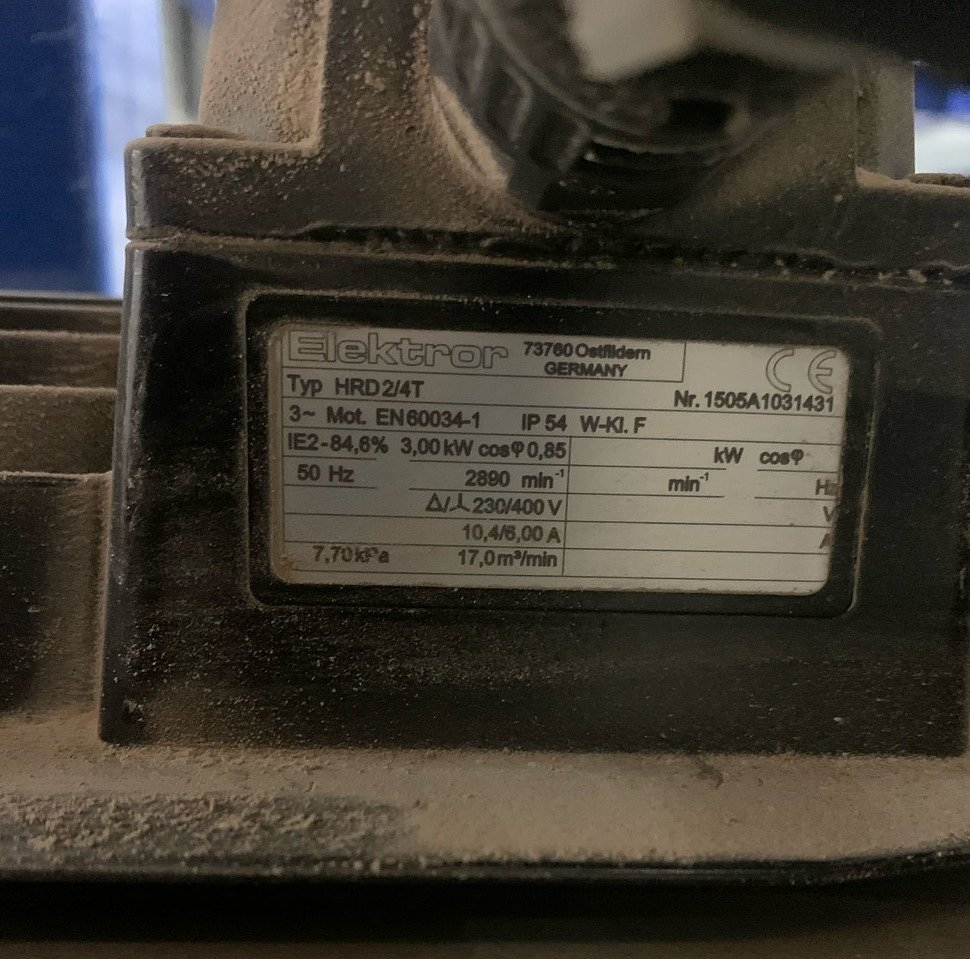 Elektror 73760 Ostfildern
GERMANY CE
Typ HRD 2/4T Nr. 1505A1031431
3~ Mot. EN 60034-1 IP 54 W-Kl. F
IE2-84,6% 3,00 kW cosφ 0,85 kW cosφ
50 Hz 2890 min⁻¹ min⁻¹ Hz
Δ/⅄ 230/400 V V
10,4/6,00 A A
7,70 kPa 17,0 m³/min